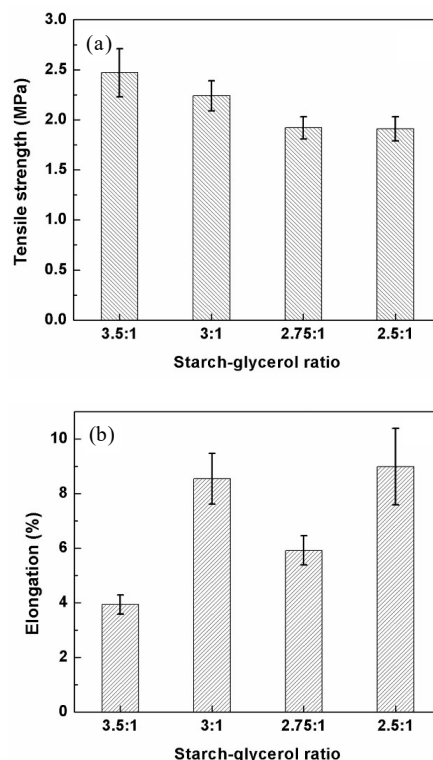 (a)
Tensile strength (MPa)
3.0
2.5
2.0
1.5
1.0
0.5
0.0
3.5:1 3:1 2.75:1 2.5:1
Starch-glycerol ratio
(b)
Elongation (%)
10
8
6
4
2
0
3.5:1 3:1 2.75:1 2.5:1
Starch-glycerol ratio